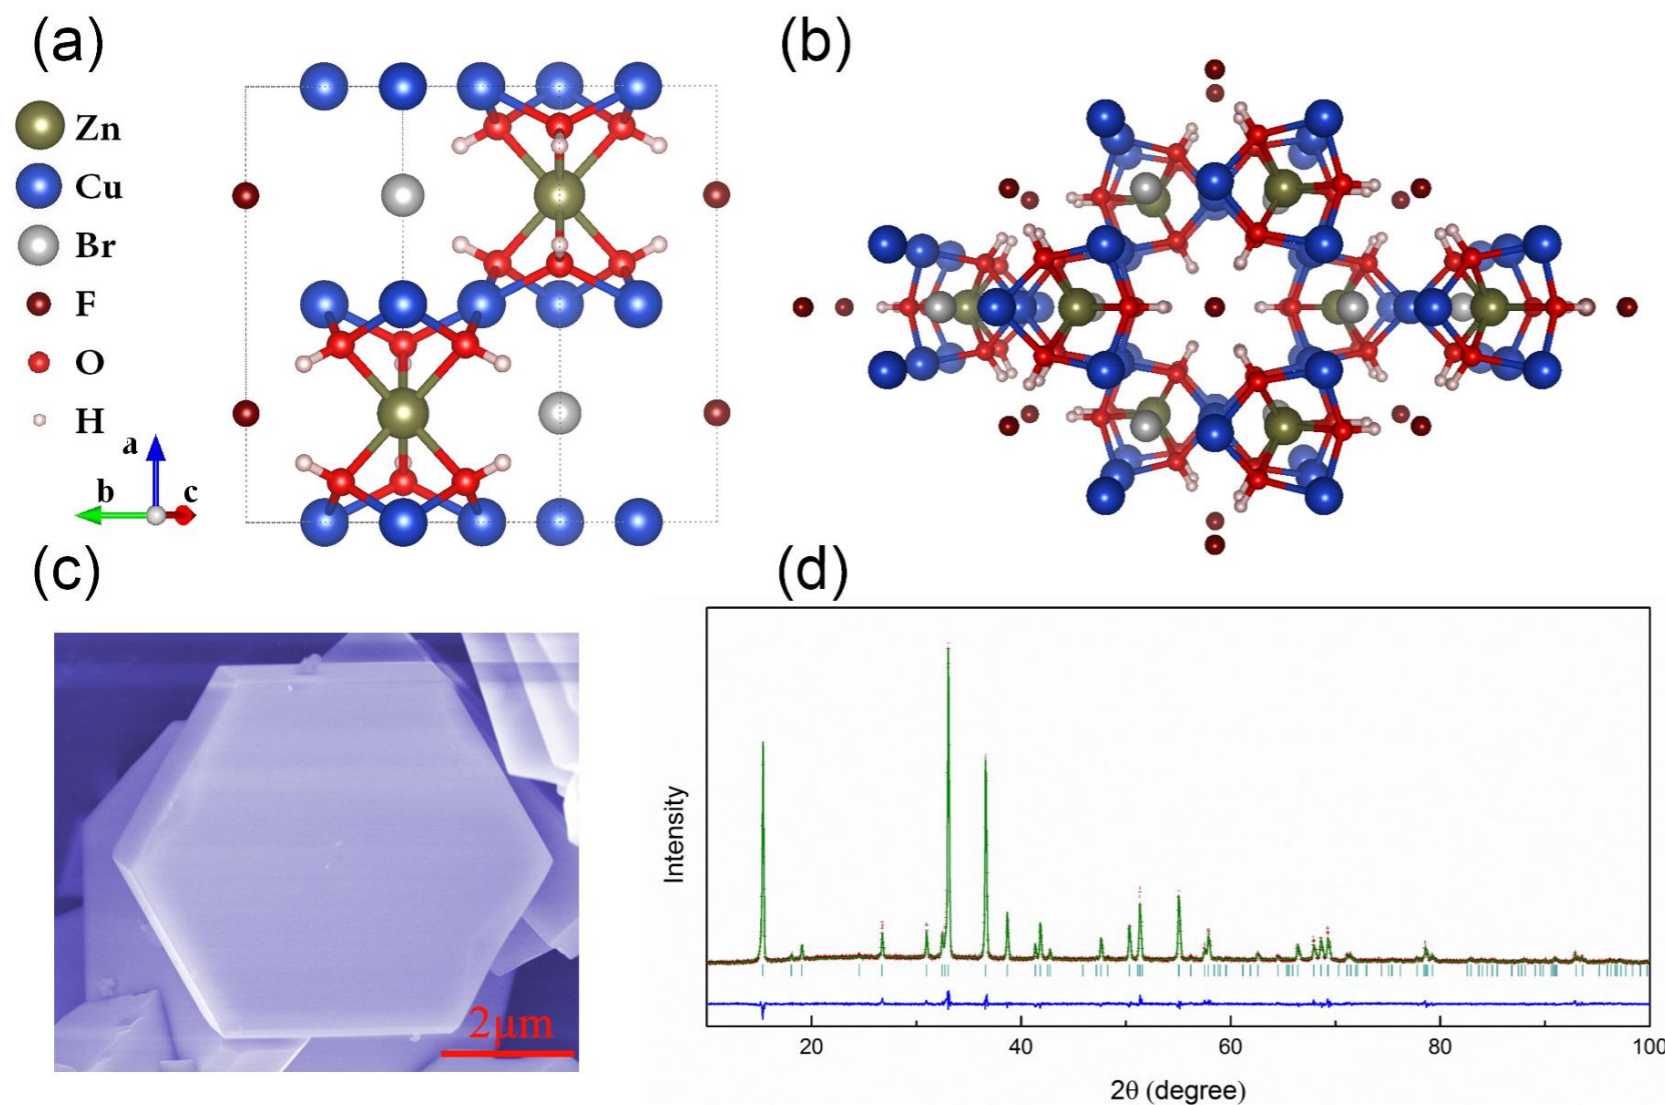 (a)
Zn
Cu
Br
F
O
H
a
b
c
(b)
(c)
2μm
(d)
Intensity
20
40
60
80
100
2θ (degree)